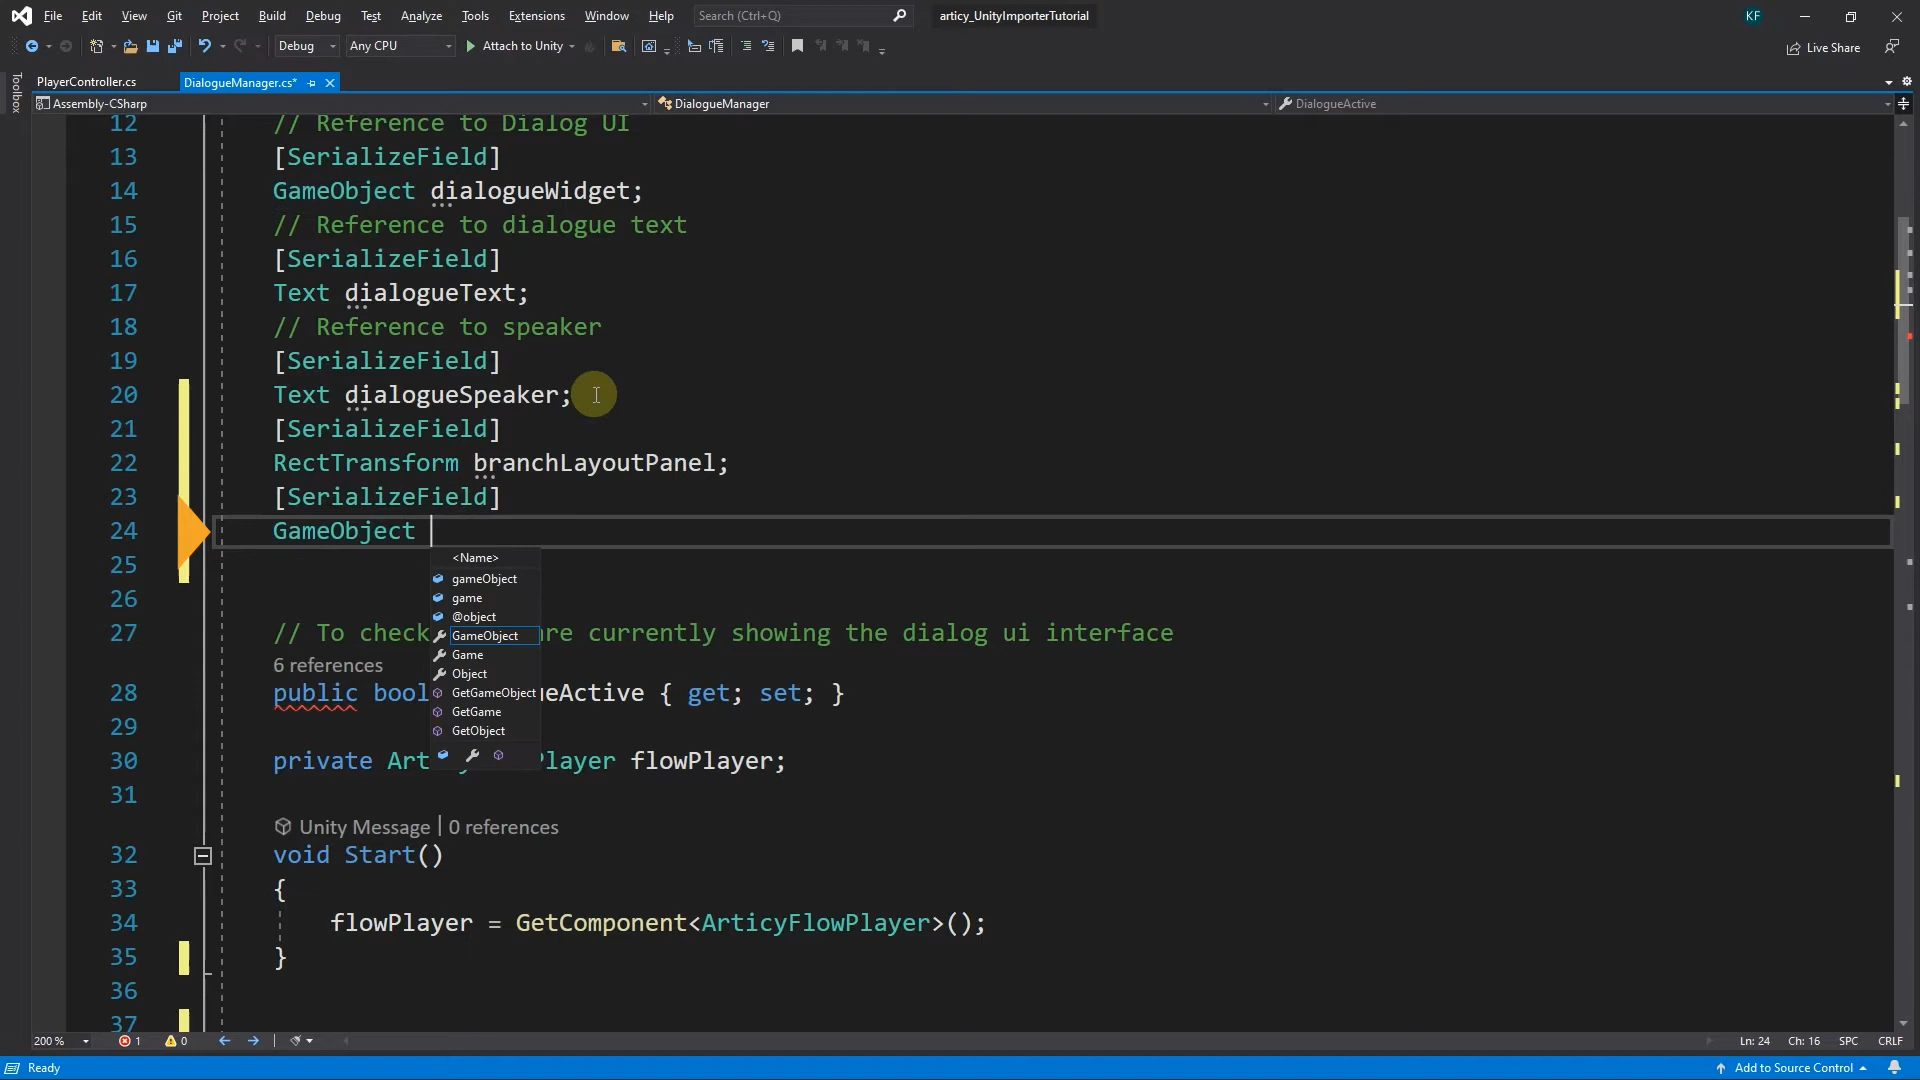 File Edit View Git Project Build Debug Test Analyze Tools Extensions Window Help Search (Ctrl+Q) articy_UnityImporterTutorial KF
Debug Any CPU Attach to Unity Live Share
Toolbox
PlayerController.cs DialogueManager.cs*
Assembly-CSharp DialogueManager DialogueActive
12 // Reference to Dialog UI
13 [SerializeField]
14 GameObject dialogueWidget;
15 // Reference to dialogue text
16 [SerializeField]
17 Text dialogueText;
18 // Reference to speaker
19 [SerializeField]
20 Text dialogueSpeaker;
21 [SerializeField]
22 RectTransform branchLayoutPanel;
23 [SerializeField]
24 GameObject
<Name>
25
gameObject
26
game
@object
27 // To check re currently showing the dialog ui interface
GameObject
Game
6 references
Object
28 public bool eActive { get; set; }
GetGameObject
GetGame
29
GetObject
30 private Art Player flowPlayer;
31
Unity Message | 0 references
32 void Start()
33 {
34 flowPlayer = GetComponent<ArticyFlowPlayer>();
35 }
36
37
200 % 1 0 Ln: 24 Ch: 16 SPC CRLF
Ready Add to Source Control